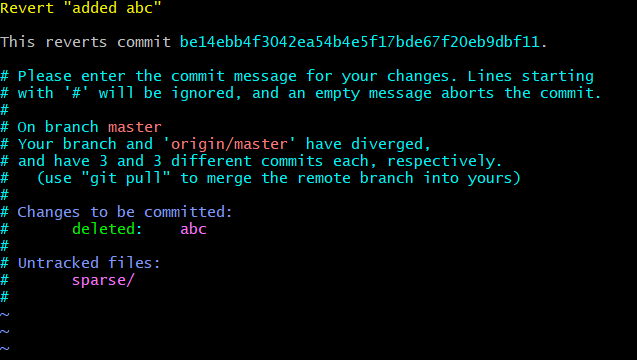 Revert "added abc"

This reverts commit be14ebb4f3042ea54b4e5f17bde67f20eb9dbf11.

# Please enter the commit message for your changes. Lines starting
# with '#' will be ignored, and an empty message aborts the commit.
#
# On branch master
# Your branch and 'origin/master' have diverged,
# and have 3 and 3 different commits each, respectively.
#   (use "git pull" to merge the remote branch into yours)
#
# Changes to be committed:
#       deleted:    abc
#
# Untracked files:
#       sparse/
#
~
~
~